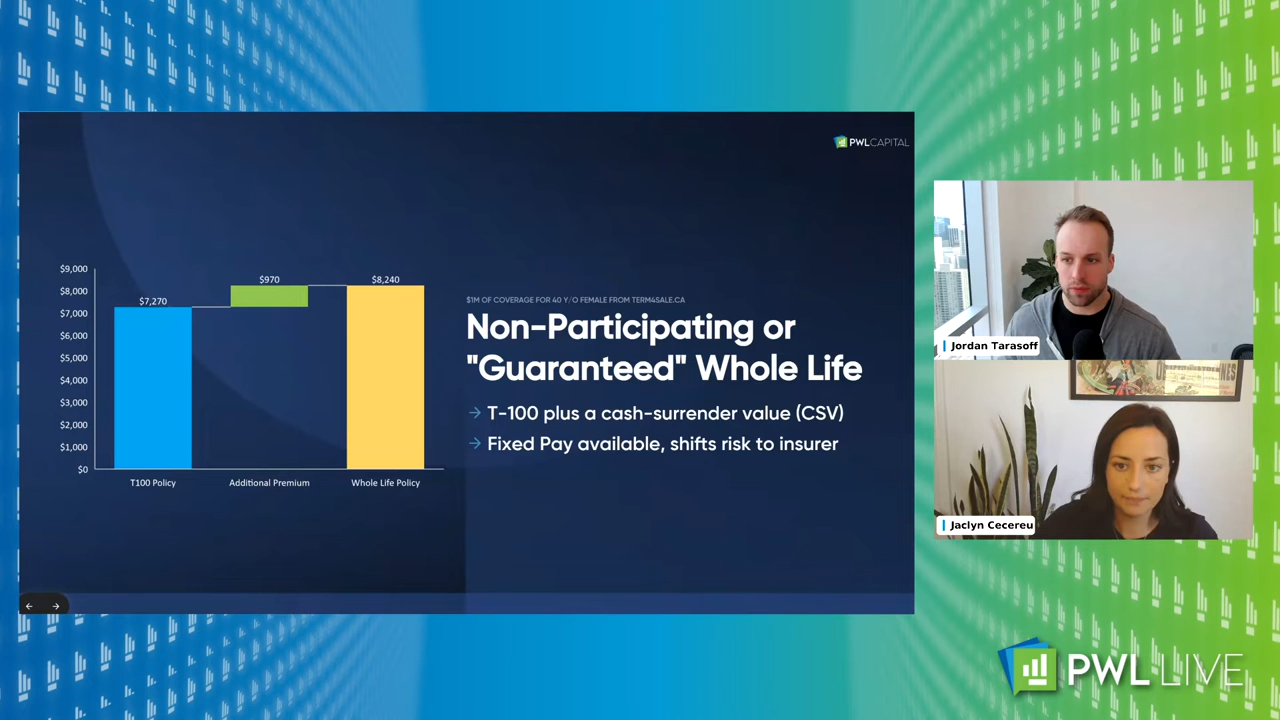 PWL CAPITAL
$9,000
$8,000
$7,000
$6,000
$5,000
$4,000
$3,000
$2,000
$1,000
$0
$7,270
$970
$8,240
T100 Policy
Additional Premium
Whole Life Policy
$1M OF COVERAGE FOR 40 Y/O FEMALE FROM TERM4SALE.CA
Non-Participating or
"Guaranteed" Whole Life
→ T-100 plus a cash-surrender value (CSV)
→ Fixed Pay available, shifts risk to insurer
← →
Jordan Tarasoff
Jaclyn Cecereu
PWL LIVE